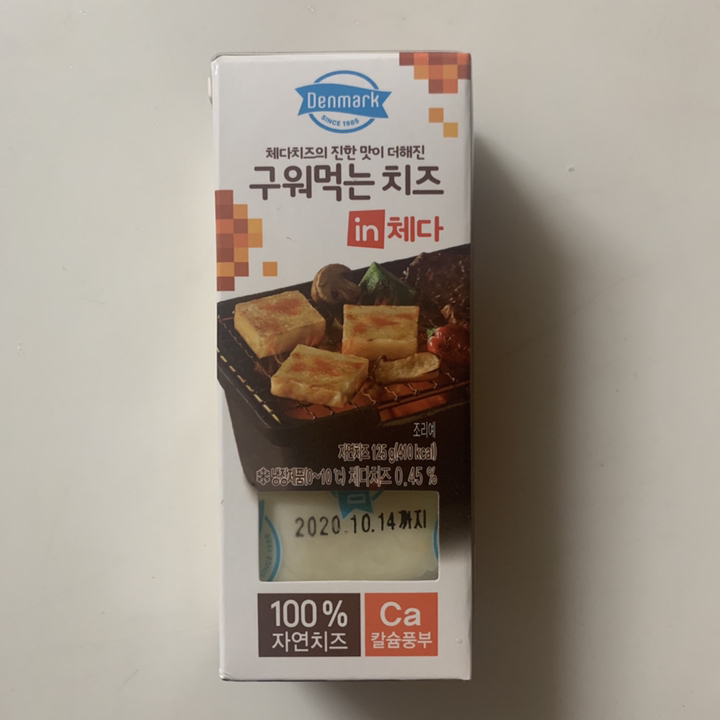 Denmark
SINCE 1985
체다치즈의 진한 맛이 더해진
구워먹는 치즈
in 체다
조리예
자연치즈 125 g(410 kcal)
냉장제품(0~10 ℃) 체다치즈 0.45 %
2020.10.14까지
100 %
자연치즈
Ca
칼슘풍부